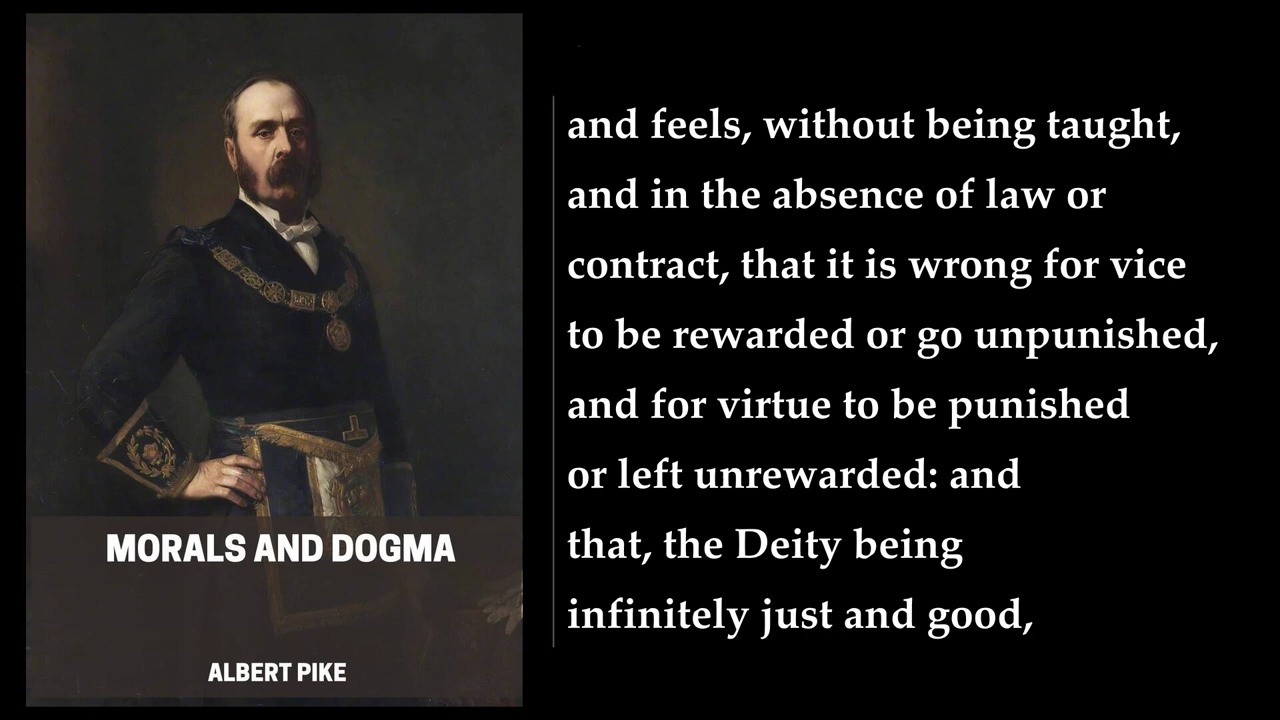 MORALS AND DOGMA
ALBERT PIKE
and feels, without being taught,
and in the absence of law or
contract, that it is wrong for vice
to be rewarded or go unpunished,
and for virtue to be punished
or left unrewarded: and
that, the Deity being
infinitely just and good,